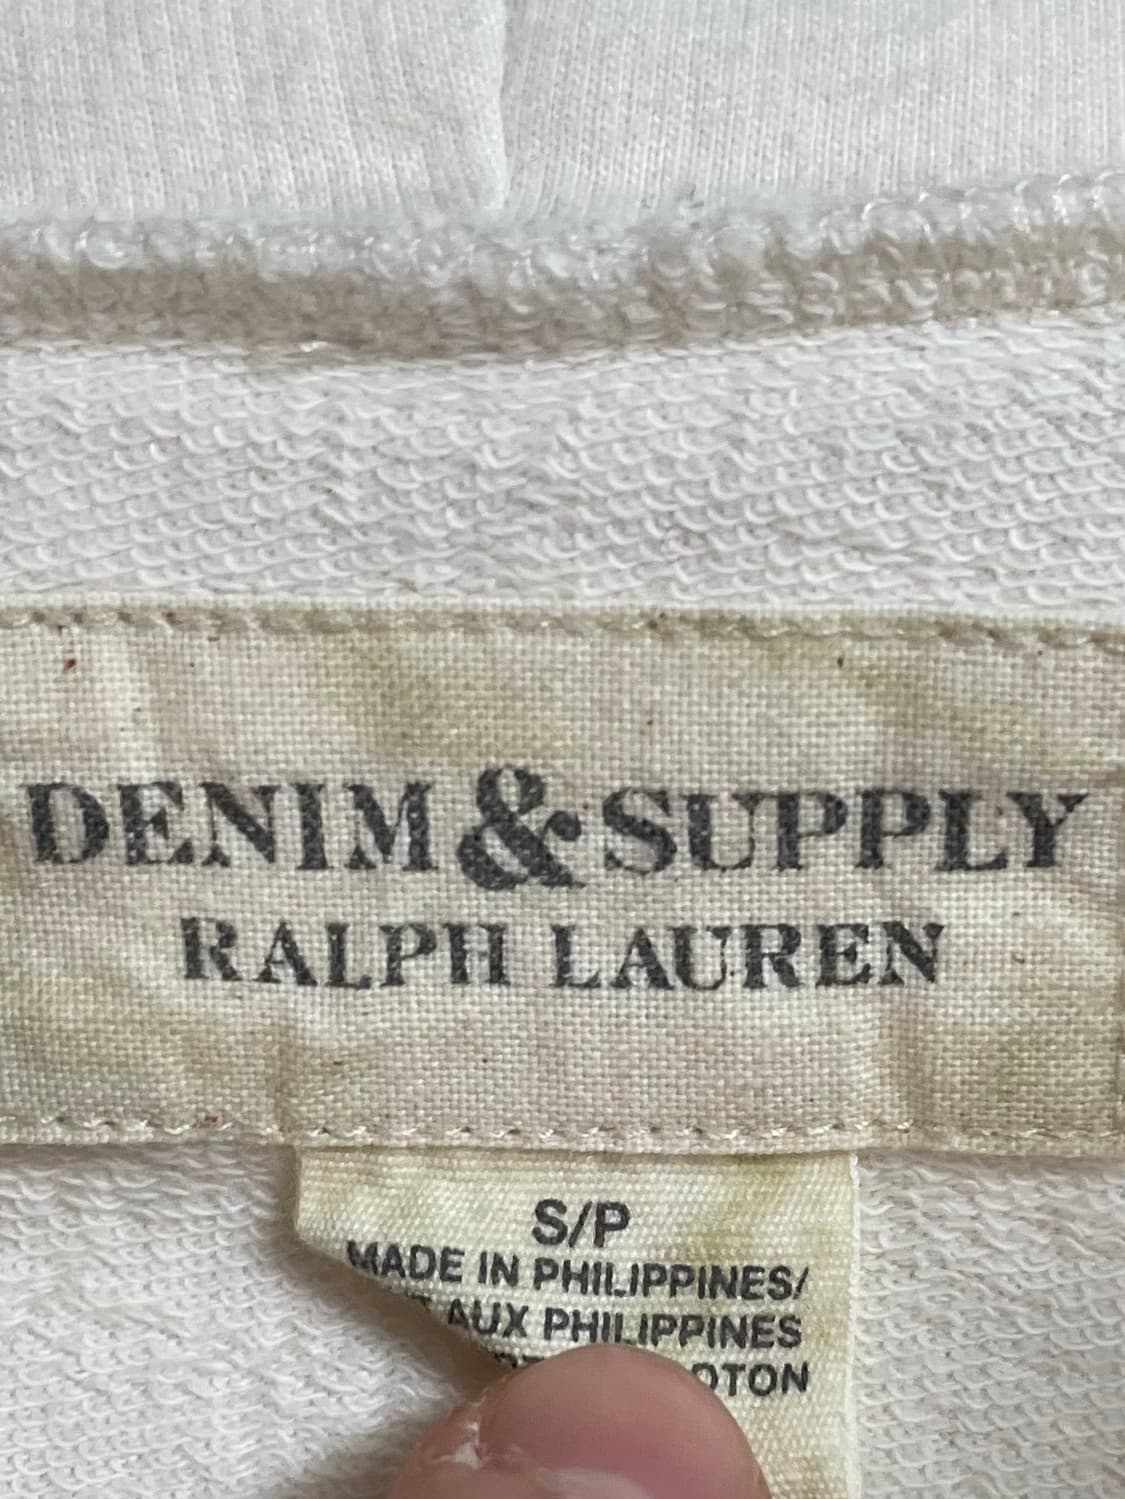 DENIM & SUPPLY
RALPH LAUREN
S/P
MADE IN PHILIPPINES/
AUX PHILIPPINES